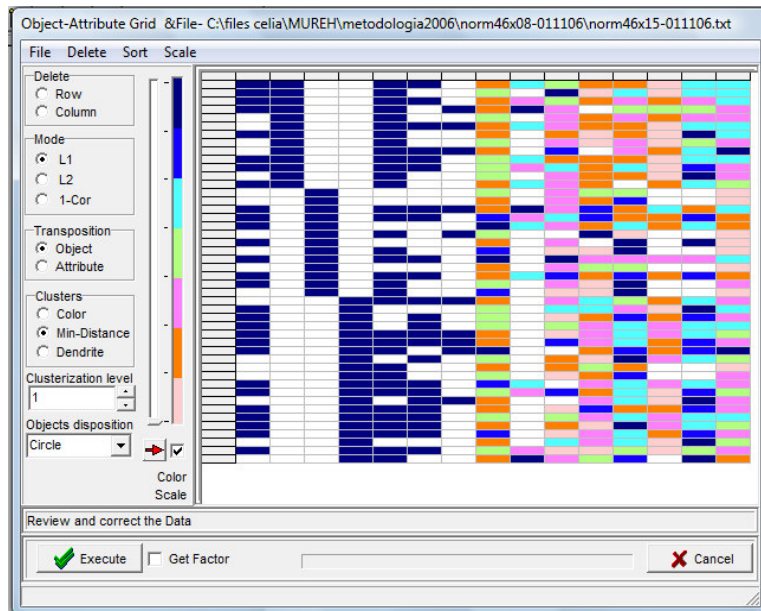 Object-Attribute Grid &File- C:\files celia\MUREH\metodologia2006\norm46x08-011106\norm46x15-011106.txt
File Delete Sort Scale
Delete
Row
Column
Mode
L1
L2
1-Cor
Transposition
Object
Attribute
Clusters
Color
Min-Distance
Dendrite
Clusterization level
1
Objects disposition
Circle
Color
Scale
Review and correct the Data
Execute
Get Factor
Cancel